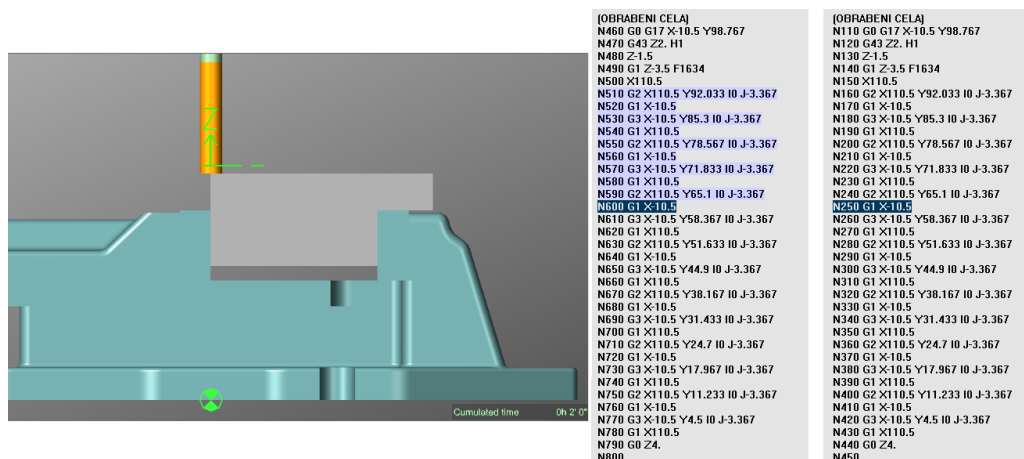 Z
Cumulated time 0h 2' 0"
(OBRABENI CELA)
N460 G0 G17 X-10.5 Y98.767
N470 G43 Z2. H1
N480 Z-1.5
N490 G1 Z-3.5 F1634
N500 X110.5
N510 G2 X110.5 Y92.033 I0 J-3.367
N520 G1 X-10.5
N530 G3 X-10.5 Y85.3 I0 J-3.367
N540 G1 X110.5
N550 G2 X110.5 Y78.567 I0 J-3.367
N560 G1 X-10.5
N570 G3 X-10.5 Y71.833 I0 J-3.367
N580 G1 X110.5
N590 G2 X110.5 Y65.1 I0 J-3.367
N600 G1 X-10.5
N610 G3 X-10.5 Y58.367 I0 J-3.367
N620 G1 X110.5
N630 G2 X110.5 Y51.633 I0 J-3.367
N640 G1 X-10.5
N650 G3 X-10.5 Y44.9 I0 J-3.367
N660 G1 X110.5
N670 G2 X110.5 Y38.167 I0 J-3.367
N680 G1 X-10.5
N690 G3 X-10.5 Y31.433 I0 J-3.367
N700 G1 X110.5
N710 G2 X110.5 Y24.7 I0 J-3.367
N720 G1 X-10.5
N730 G3 X-10.5 Y17.967 I0 J-3.367
N740 G1 X110.5
N750 G2 X110.5 Y11.233 I0 J-3.367
N760 G1 X-10.5
N770 G3 X-10.5 Y4.5 I0 J-3.367
N780 G1 X110.5
N790 G0 Z4.
N800
(OBRABENI CELA)
N110 G0 G17 X-10.5 Y98.767
N120 G43 Z2. H1
N130 Z-1.5
N140 G1 Z-3.5 F1634
N150 X110.5
N160 G2 X110.5 Y92.033 I0 J-3.367
N170 G1 X-10.5
N180 G3 X-10.5 Y85.3 I0 J-3.367
N190 G1 X110.5
N200 G2 X110.5 Y78.567 I0 J-3.367
N210 G1 X-10.5
N220 G3 X-10.5 Y71.833 I0 J-3.367
N230 G1 X110.5
N240 G2 X110.5 Y65.1 I0 J-3.367
N250 G1 X-10.5
N260 G3 X-10.5 Y58.367 I0 J-3.367
N270 G1 X110.5
N280 G2 X110.5 Y51.633 I0 J-3.367
N290 G1 X-10.5
N300 G3 X-10.5 Y44.9 I0 J-3.367
N310 G1 X110.5
N320 G2 X110.5 Y38.167 I0 J-3.367
N330 G1 X-10.5
N340 G3 X-10.5 Y31.433 I0 J-3.367
N350 G1 X110.5
N360 G2 X110.5 Y24.7 I0 J-3.367
N370 G1 X-10.5
N380 G3 X-10.5 Y17.967 I0 J-3.367
N390 G1 X110.5
N400 G2 X110.5 Y11.233 I0 J-3.367
N410 G1 X-10.5
N420 G3 X-10.5 Y4.5 I0 J-3.367
N430 G1 X110.5
N440 G0 Z4.
N450